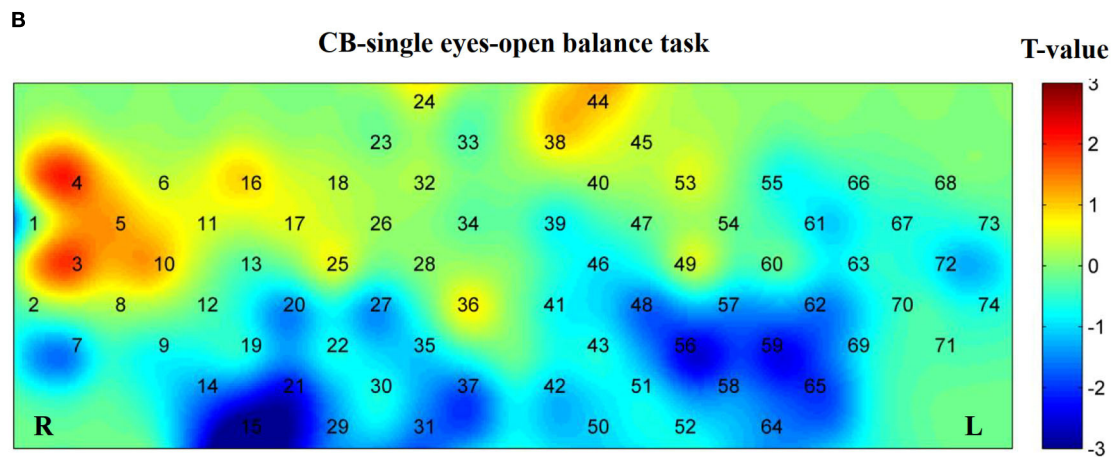 B
CB-single eyes-open balance task
T-value
3
24 44
23 33 38 45
2
4 6 16 18 32 40 53 55 66 68
1
1 5 11 17 26 34 39 47 54 61 67 73
3 10 13 25 28 46 49 60 63 72
0
2 8 12 20 27 36 41 48 57 62 70 74
-1
7 9 19 22 35 43 56 59 69 71
14 21 30 37 42 51 58 65
-2
R 15 29 31 50 52 64 L
-3